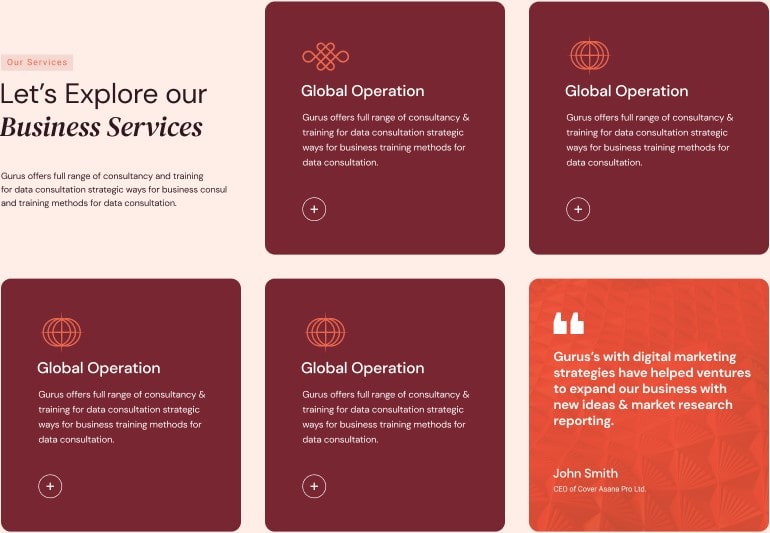 Our Services
Let’s Explore our
Business Services
Gurus offers full range of consultancy and training
for data consultation strategic ways for business consul
and training methods for data consultation.
Global Operation
Gurus offers full range of consultancy &
training for data consultation strategic
ways for business training methods for
data consultation.
Global Operation
Gurus offers full range of consultancy &
training for data consultation strategic
ways for business training methods for
data consultation.
Global Operation
Gurus offers full range of consultancy &
training for data consultation strategic
ways for business training methods for
data consultation.
Global Operation
Gurus offers full range of consultancy &
training for data consultation strategic
ways for business training methods for
data consultation.
Gurus’s with digital marketing
strategies have helped ventures
to expand our business with
new ideas & market research
reporting.
John Smith
CEO of Cover Asana Pro Ltd.